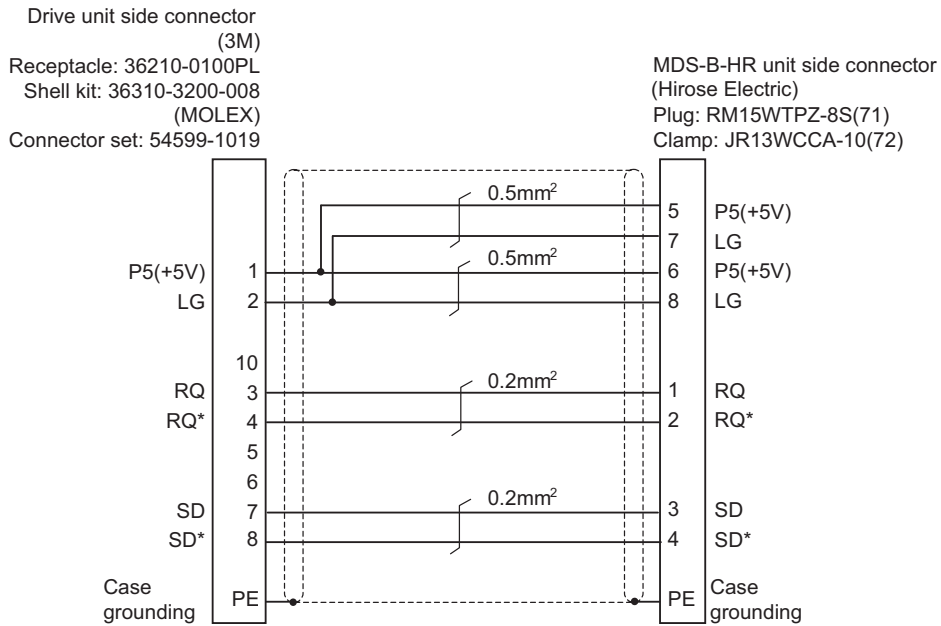 Drive unit side connector
(3M)
Receptacle: 36210-0100PL
Shell kit: 36310-3200-008
(MOLEX)
Connector set: 54599-1019
MDS-B-HR unit side connector
(Hirose Electric)
Plug: RM15WTPZ-8S(71)
Clamp: JR13WCCA-10(72)
0.5mm²
5 P5(+5V)
7 LG
0.5mm²
P5(+5V) 1 6 P5(+5V)
LG 2 8 LG
10
0.2mm²
RQ 3 1 RQ
RQ* 4 2 RQ*
5
6
0.2mm²
SD 7 3 SD
SD* 8 4 SD*
Case
grounding
PE
PE
Case
grounding